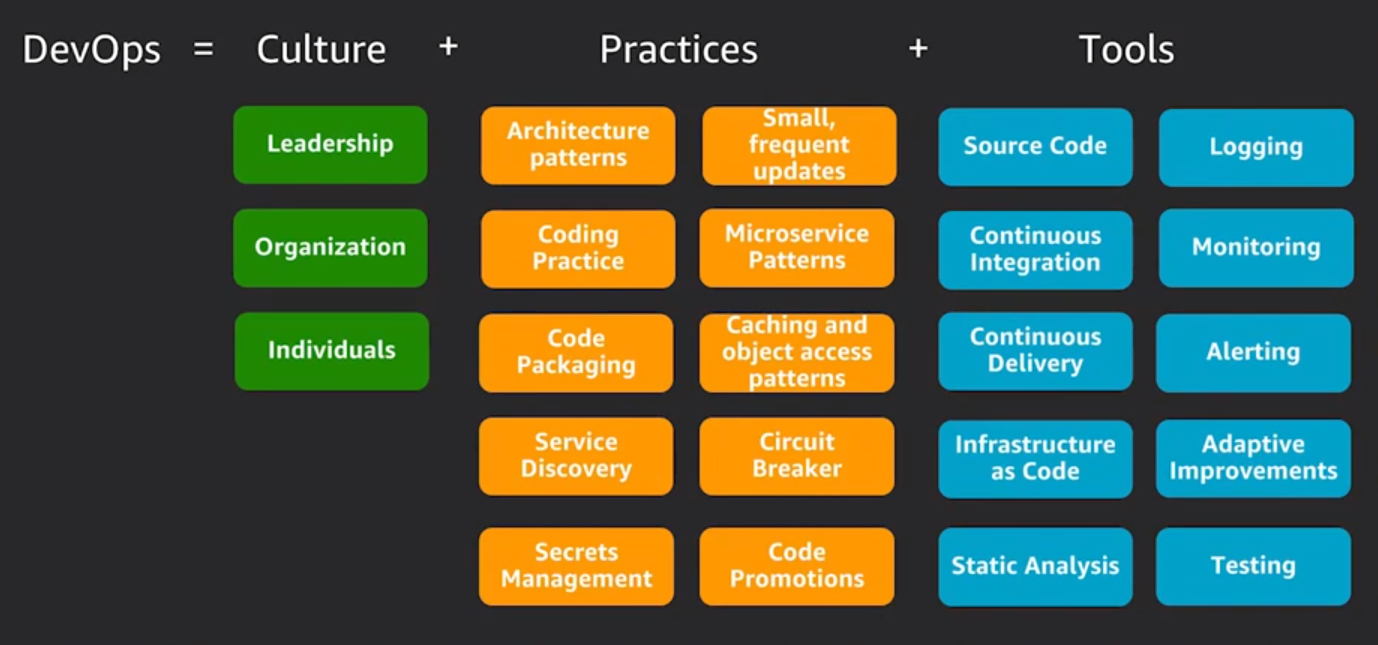 DevOps = Culture + Practices + Tools
Leadership
Organization
Individuals
Architecture
patterns
Small,
frequent
updates
Coding
Practice
Microservice
Patterns
Code
Packaging
Caching and
object access
patterns
Service
Discovery
Circuit
Breaker
Secrets
Management
Code
Promotions
Source Code
Logging
Continuous
Integration
Monitoring
Continuous
Delivery
Alerting
Infrastructure
as Code
Adaptive
Improvements
Static Analysis
Testing